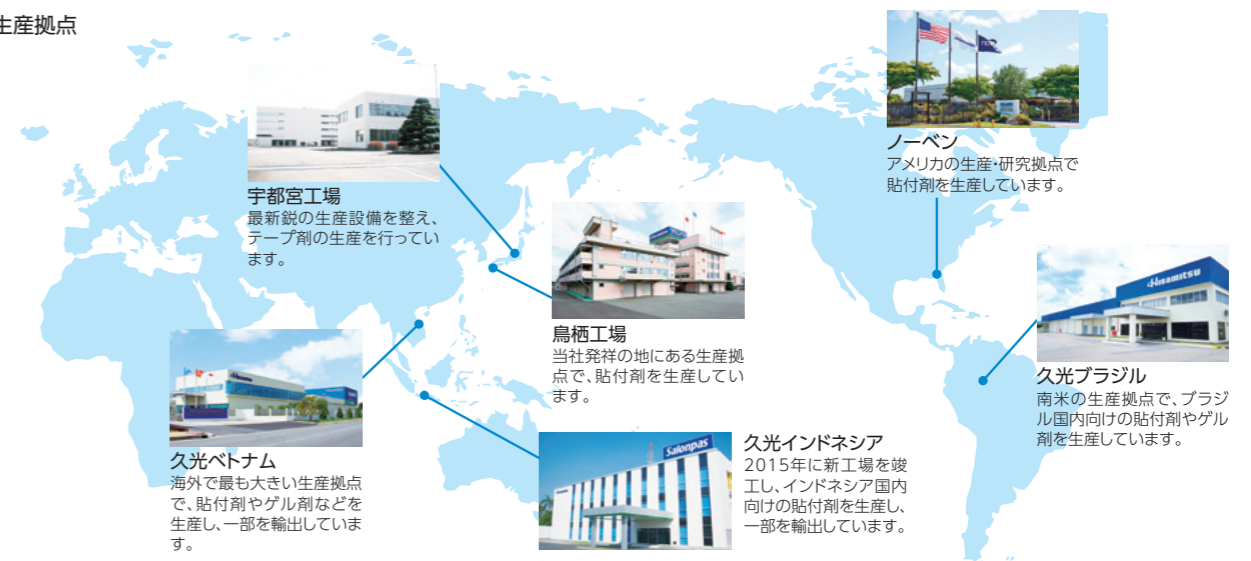 生産拠点
宇都宮工場
最新鋭の生産設備を整え、
テープ剤の生産を行ってい
ます。
ノーベン
アメリカの生産・研究拠点で
貼付剤を生産しています。
鳥栖工場
当社発祥の地にある生産拠
点で、貼付剤を生産してい
ます。
Hisamitsu
久光ブラジル
南米の生産拠点で、ブラジ
ル国内向けの貼付剤やゲル
剤を生産しています。
久光ベトナム
海外で最も大きい生産拠点
で、貼付剤やゲル剤などを
生産し、一部を輸出していま
す。
Salonpas
久光インドネシア
2015年に新工場を竣
工し、インドネシア国内
向けの貼付剤を生産し、
一部を輸出しています。